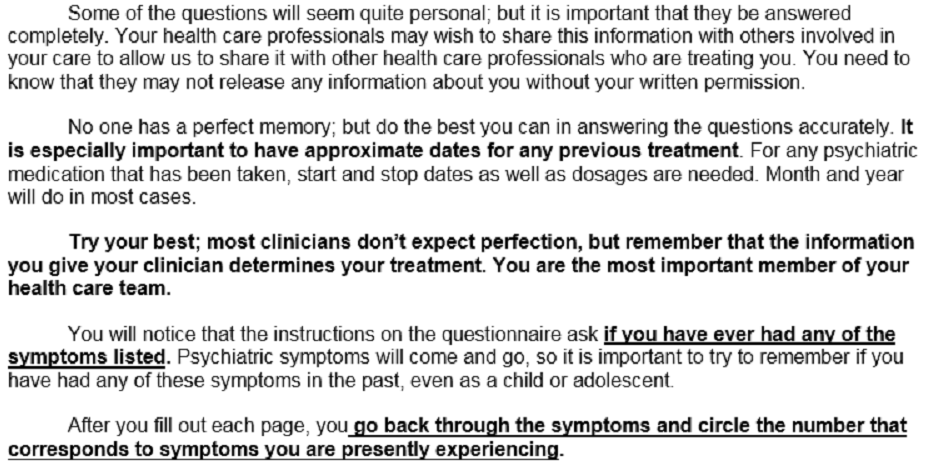 Some of the questions will seem quite personal; but it is important that they be answered
completely. Your health care professionals may wish to share this information with others involved in
your care to allow us to share it with other health care professionals who are treating you. You need to
know that they may not release any information about you without your written permission.
No one has a perfect memory; but do the best you can in answering the questions accurately. It
is especially important to have approximate dates for any previous treatment. For any psychiatric
medication that has been taken, start and stop dates as well as dosages are needed. Month and year
will do in most cases.
Try your best; most clinicians don't expect perfection, but remember that the information
you give your clinician determines your treatment. You are the most important member of your
health care team.
You will notice that the instructions on the questionnaire ask if you have ever had any of the
symptoms listed. Psychiatric symptoms will come and go, so it is important to try to remember if you
have had any of these symptoms in the past, even as a child or adolescent.
After you fill out each page, you go back through the symptoms and circle the number that
corresponds to symptoms you are presently experiencing.